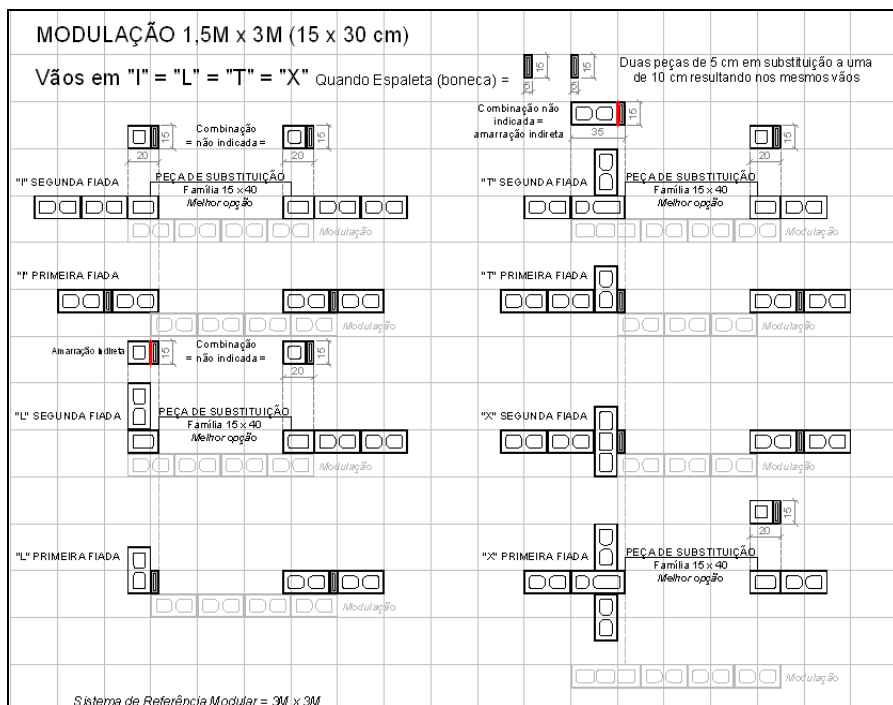 MODULAÇÃO 1,5M x 3M (15 x 30 cm)
Vãos em "I" = "L" = "T" = "X" Quando Espaleta (boneca) =
15
5
15
5
Duas peças de 5 cm em substituição a uma
de 10 cm resultando nos mesmos vãos
15
20
Combinação
= não indicada =
15
20
"I" SEGUNDA FIADA
PEÇA DE SUBSTITUIÇÃO
Família 15 x 40
Melhor opção
Modulação
Combinação não
indicada =
amarração indireta
15
35
15
20
"T" SEGUNDA FIADA
PEÇA DE SUBSTITUIÇÃO
Família 15 x 40
Melhor opção
Modulação
"I" PRIMEIRA FIADA
Modulação
"T" PRIMEIRA FIADA
Modulação
Amarração Indireta
15
Combinação
= não indicada =
15
20
"L" SEGUNDA FIADA
PEÇA DE SUBSTITUIÇÃO
Família 15 x 40
Melhor opção
Modulação
"X" SEGUNDA FIADA
Modulação
"L" PRIMEIRA FIADA
Modulação
15
20
"X" PRIMEIRA FIADA
PEÇA DE SUBSTITUIÇÃO
Família 15 x 40
Melhor opção
Modulação
Sistema de Referência Modular = 3M x 3M